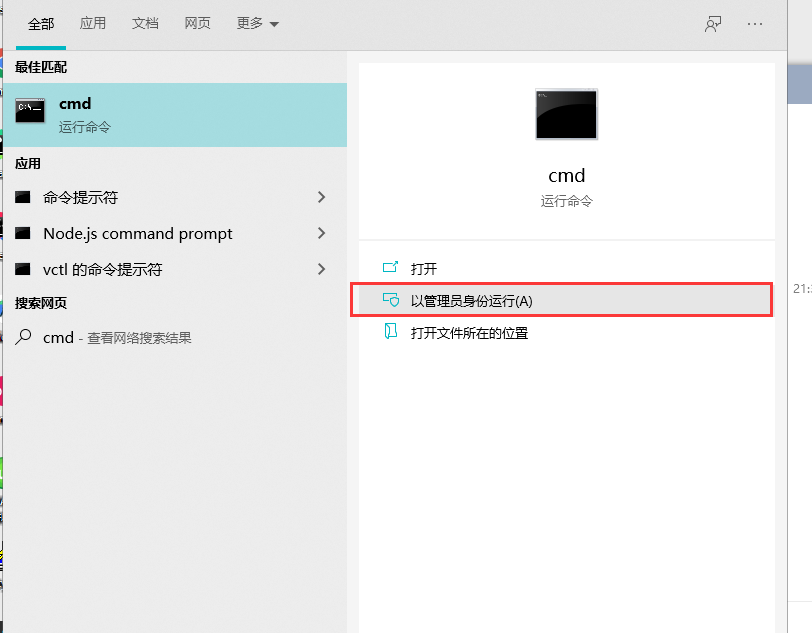 全部 应用 文档 网页 更多
最佳匹配
cmd
运行命令
应用
命令提示符
Node.js command prompt
vctl 的命令提示符
搜索网页
cmd - 查看网络搜索结果
cmd
运行命令
打开
以管理员身份运行(A)
打开文件所在的位置
21: